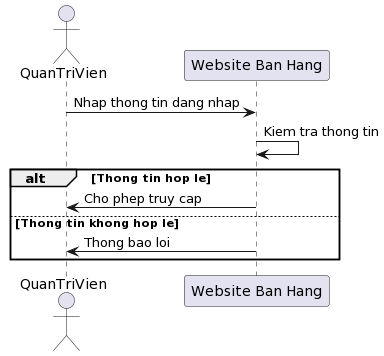 QuanTriVien
Website Ban Hang
Nhap thong tin dang nhap
Kiem tra thong tin
alt [Thong tin hop le]
Cho phep truy cap
[Thong tin khong hop le]
Thong bao loi
QuanTriVien
Website Ban Hang